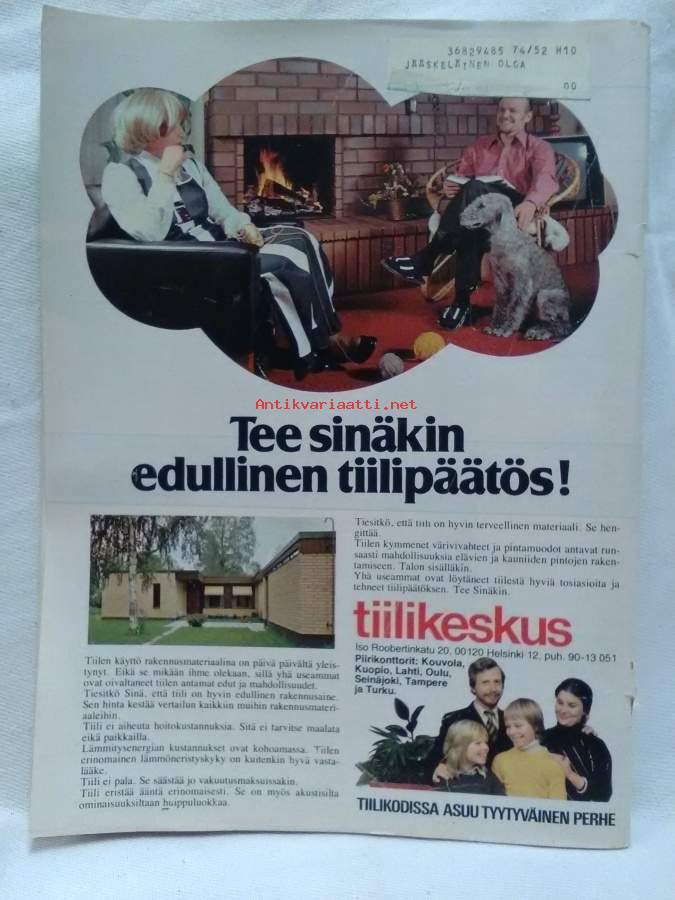 36829485 74/52 M10
JÄÄSKELÄINEN OLGA
00
Antikvariaatti.net
Tee sinäkin
edullinen tiilipäätös!
Tiesitkö, että tiili on hyvin terveellinen materiaali. Se hen-
gittää.
Tiilen kymmenet värivivahteet ja pintamuodot antavat run-
saasti mahdollisuuksia elävien ja kauniiden pintojen raken-
tamiseen. Talon sisälläkin.
Yhä useammat ovat löytäneet tiilestä hyviä tosiasioita ja
tehneet tiilipäätöksen. Tee Sinäkin.
tiilikeskus
Iso Roobertinkatu 20, 00120 Helsinki 12. puh. 90-13 051
Piirikonttorit: Kouvola,
Kuopio, Lahti, Oulu,
Seinäjoki, Tampere
ja Turku.
Tiilen käyttö rakennusmateriaalina on päivä päivältä yleis-
tynyt. Eikä se mikään ihme olekaan, sillä yhä useammat
ovat oivaltaneet tiilen antamat edut ja mahdollisuudet.
Tiesitkö Sinä, että tiili on hyvin edullinen rakennusaine.
Sen hinta kestää vertailun kaikkiin muihin rakennusmateri-
aaleihin.
Tiili ei aiheuta hoitokustannuksia. Sitä ei tarvitse maalata
eikä paikkailla.
Lämmitysenergian kustannukset ovat kohoamassa. Tiilen
erinomainen lämmöneristyskyky on kuitenkin hyvä vasta-
lääke.
Tiili ei pala. Se säästää jo vakuutusmaksuissakin.
Tiili eristää ääntä erinomaisesti. Se on myös akustisilta
ominaisuuksiltaan huippuluokkaa.
TIILIKODISSA ASUU TYYTYVÄINEN PERHE